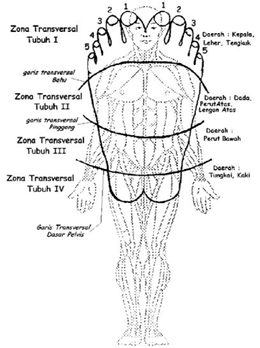 2 1 1 2
3 3
4 4
5 5
Zona Transversal
Tubuh I
Daerah : Kepala,
Leher, Tengkuk
garis transversal
Bahu
Zona Transversal
Tubuh II
Daerah : Dada,
PerutAtas,
Lengan Atas
garis transversal
Pinggang
Zona Transversal
Tubuh III
Daerah :
Perut Bawah
Zona Transversal
Tubuh IV
Daerah :
Tungkai, Kaki
Garis Transversal
Dasar Pelvis